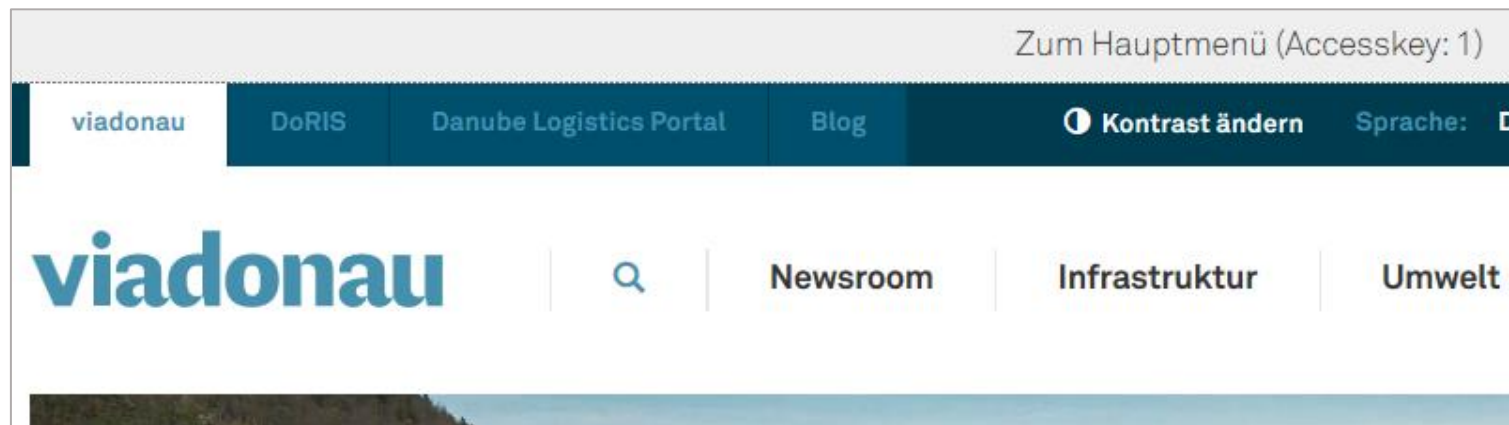 Zum Hauptmenü (Accesskey: 1)
viadonau DoRIS Danube Logistics Portal Blog Kontrast ändern Sprache:
viadonau Newsroom Infrastruktur Umwelt